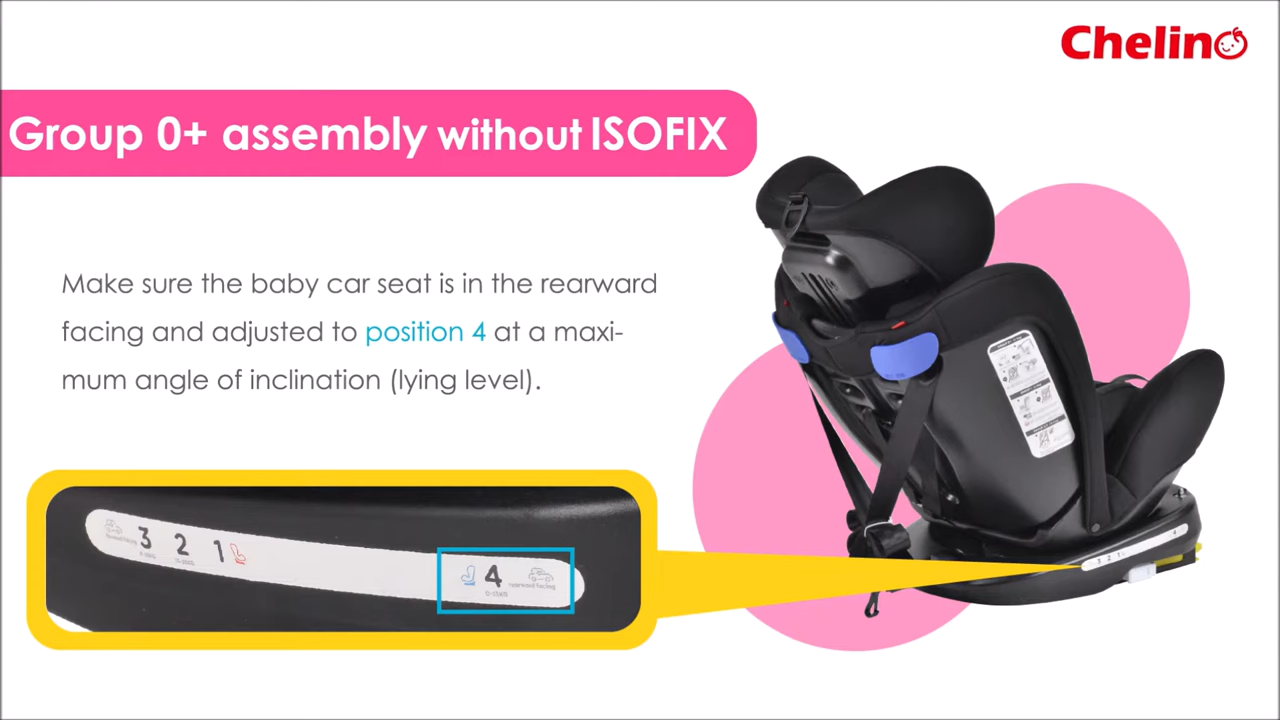 Chelino
Group 0+ assembly without ISOFIX
Make sure the baby car seat is in the rearward
facing and adjusted to position 4 at a maxi-
mum angle of inclination (lying level).
3 2 1
4
rearward facing